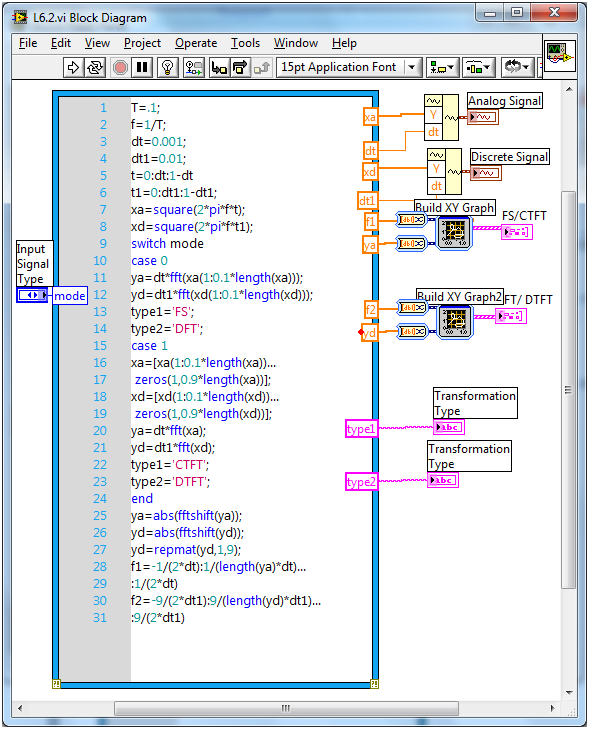 L6.2.vi Block Diagram
File Edit View Project Operate Tools Window Help
15pt Application Font
1 T=.1;
2 f=1/T;
3 dt=0.001;
4 dt1=0.01;
5 t=0:dt:1-dt
6 t1=0:dt1:1-dt1;
7 xa=square(2*pi*f*t);
8 xd=square(2*pi*f*t1);
9 switch mode
10 case 0
11 ya=dt*fft(xa(1:0.1*length(xa)));
12 yd=dt1*fft(xd(1:0.1*length(xd)));
13 type1='FS';
14 type2='DFT';
15 case 1
16 xa=[xa(1:0.1*length(xa))...
17 zeros(1,0.9*length(xa))];
18 xd=[xd(1:0.1*length(xd))...
19 zeros(1,0.9*length(xd))];
20 ya=dt*fft(xa);
21 yd=dt1*fft(xd);
22 type1='CTFT';
23 type2='DTFT';
24 end
25 ya=abs(fftshift(ya));
26 yd=abs(fftshift(yd));
27 yd=repmat(yd,1,9);
28 f1=-1/(2*dt):1/(length(ya)*dt)...
29 :1/(2*dt)
30 f2=-9/(2*dt1):9/(length(yd)*dt1)...
31 :9/(2*dt1)
Input
Signal
Type
mode
xa
dt
xd
dt1
f1
ya
f2
yd
type1
type2
Y
dt
Analog Signal
Y
dt
Discrete Signal
Build XY Graph
FS/CTFT
Build XY Graph2
FT/ DTFT
Transformation
Type
abc
Transformation
Type
abc